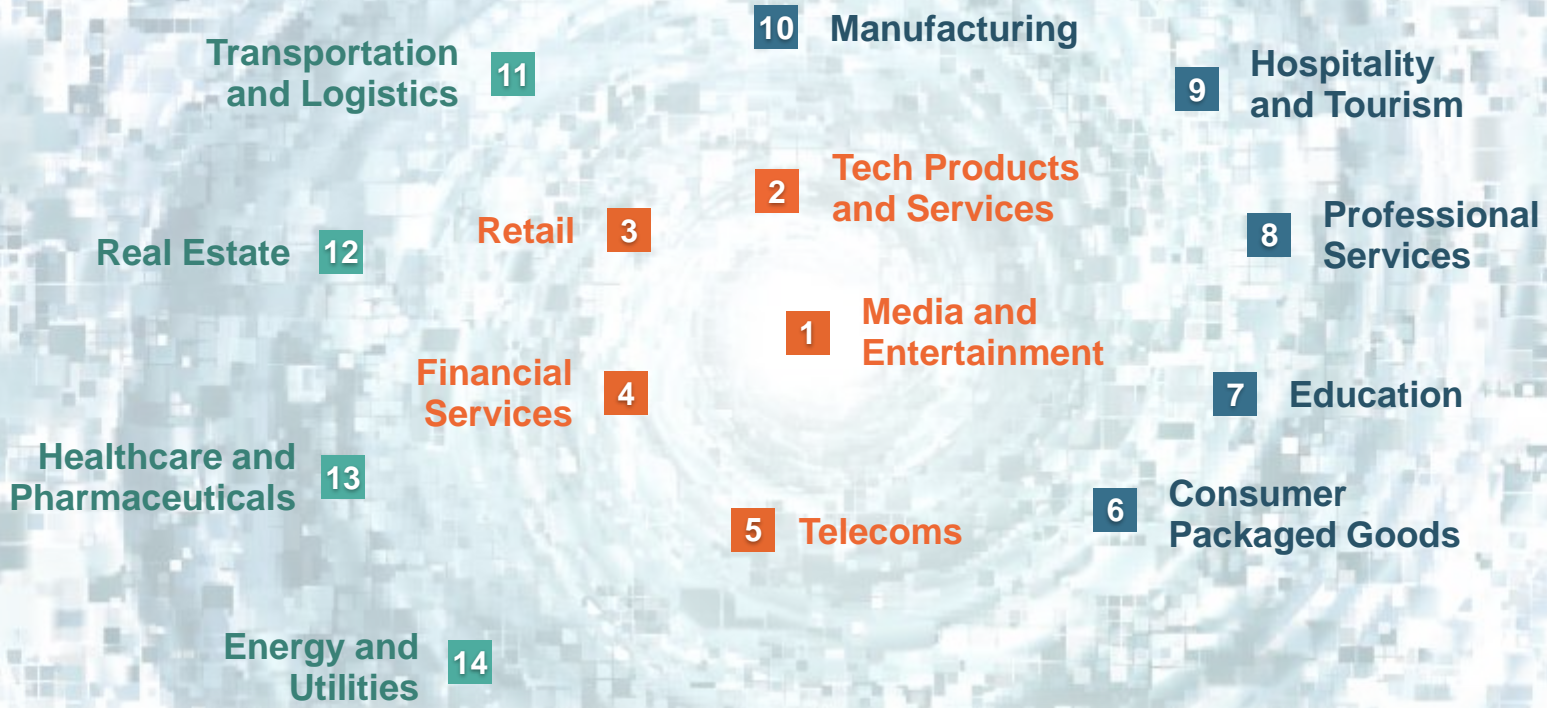 10 Manufacturing
Transportation
and Logistics
11
9
Hospitality
and Tourism
2
Tech Products
and Services
Retail 3
8
Professional
Services
Real Estate 12
1
Media and
Entertainment
Financial
Services
4
7 Education
Healthcare and
Pharmaceuticals
13
6
Consumer
Packaged Goods
5 Telecoms
Energy and
Utilities
14